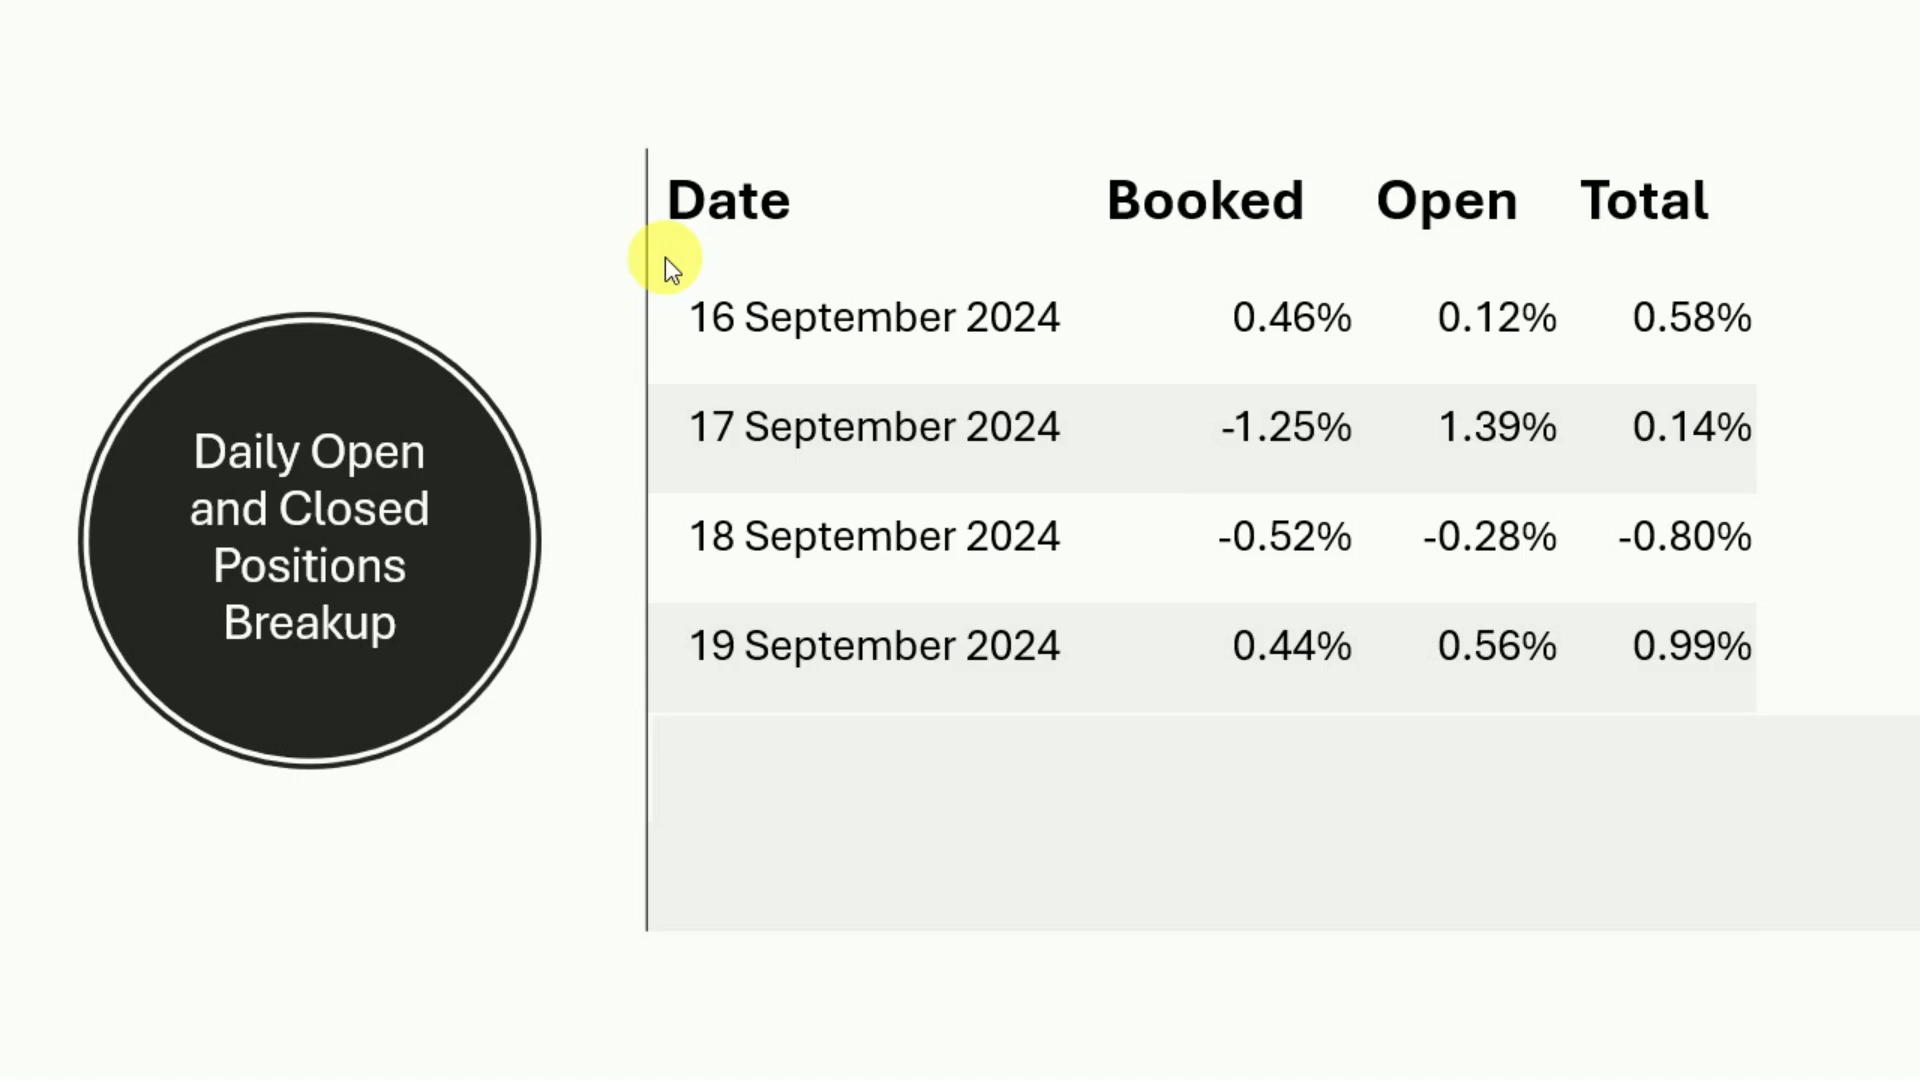 Daily Open
and Closed
Positions
Breakup
Date Booked Open Total
16 September 2024 0.46% 0.12% 0.58%
17 September 2024 -1.25% 1.39% 0.14%
18 September 2024 -0.52% -0.28% -0.80%
19 September 2024 0.44% 0.56% 0.99%